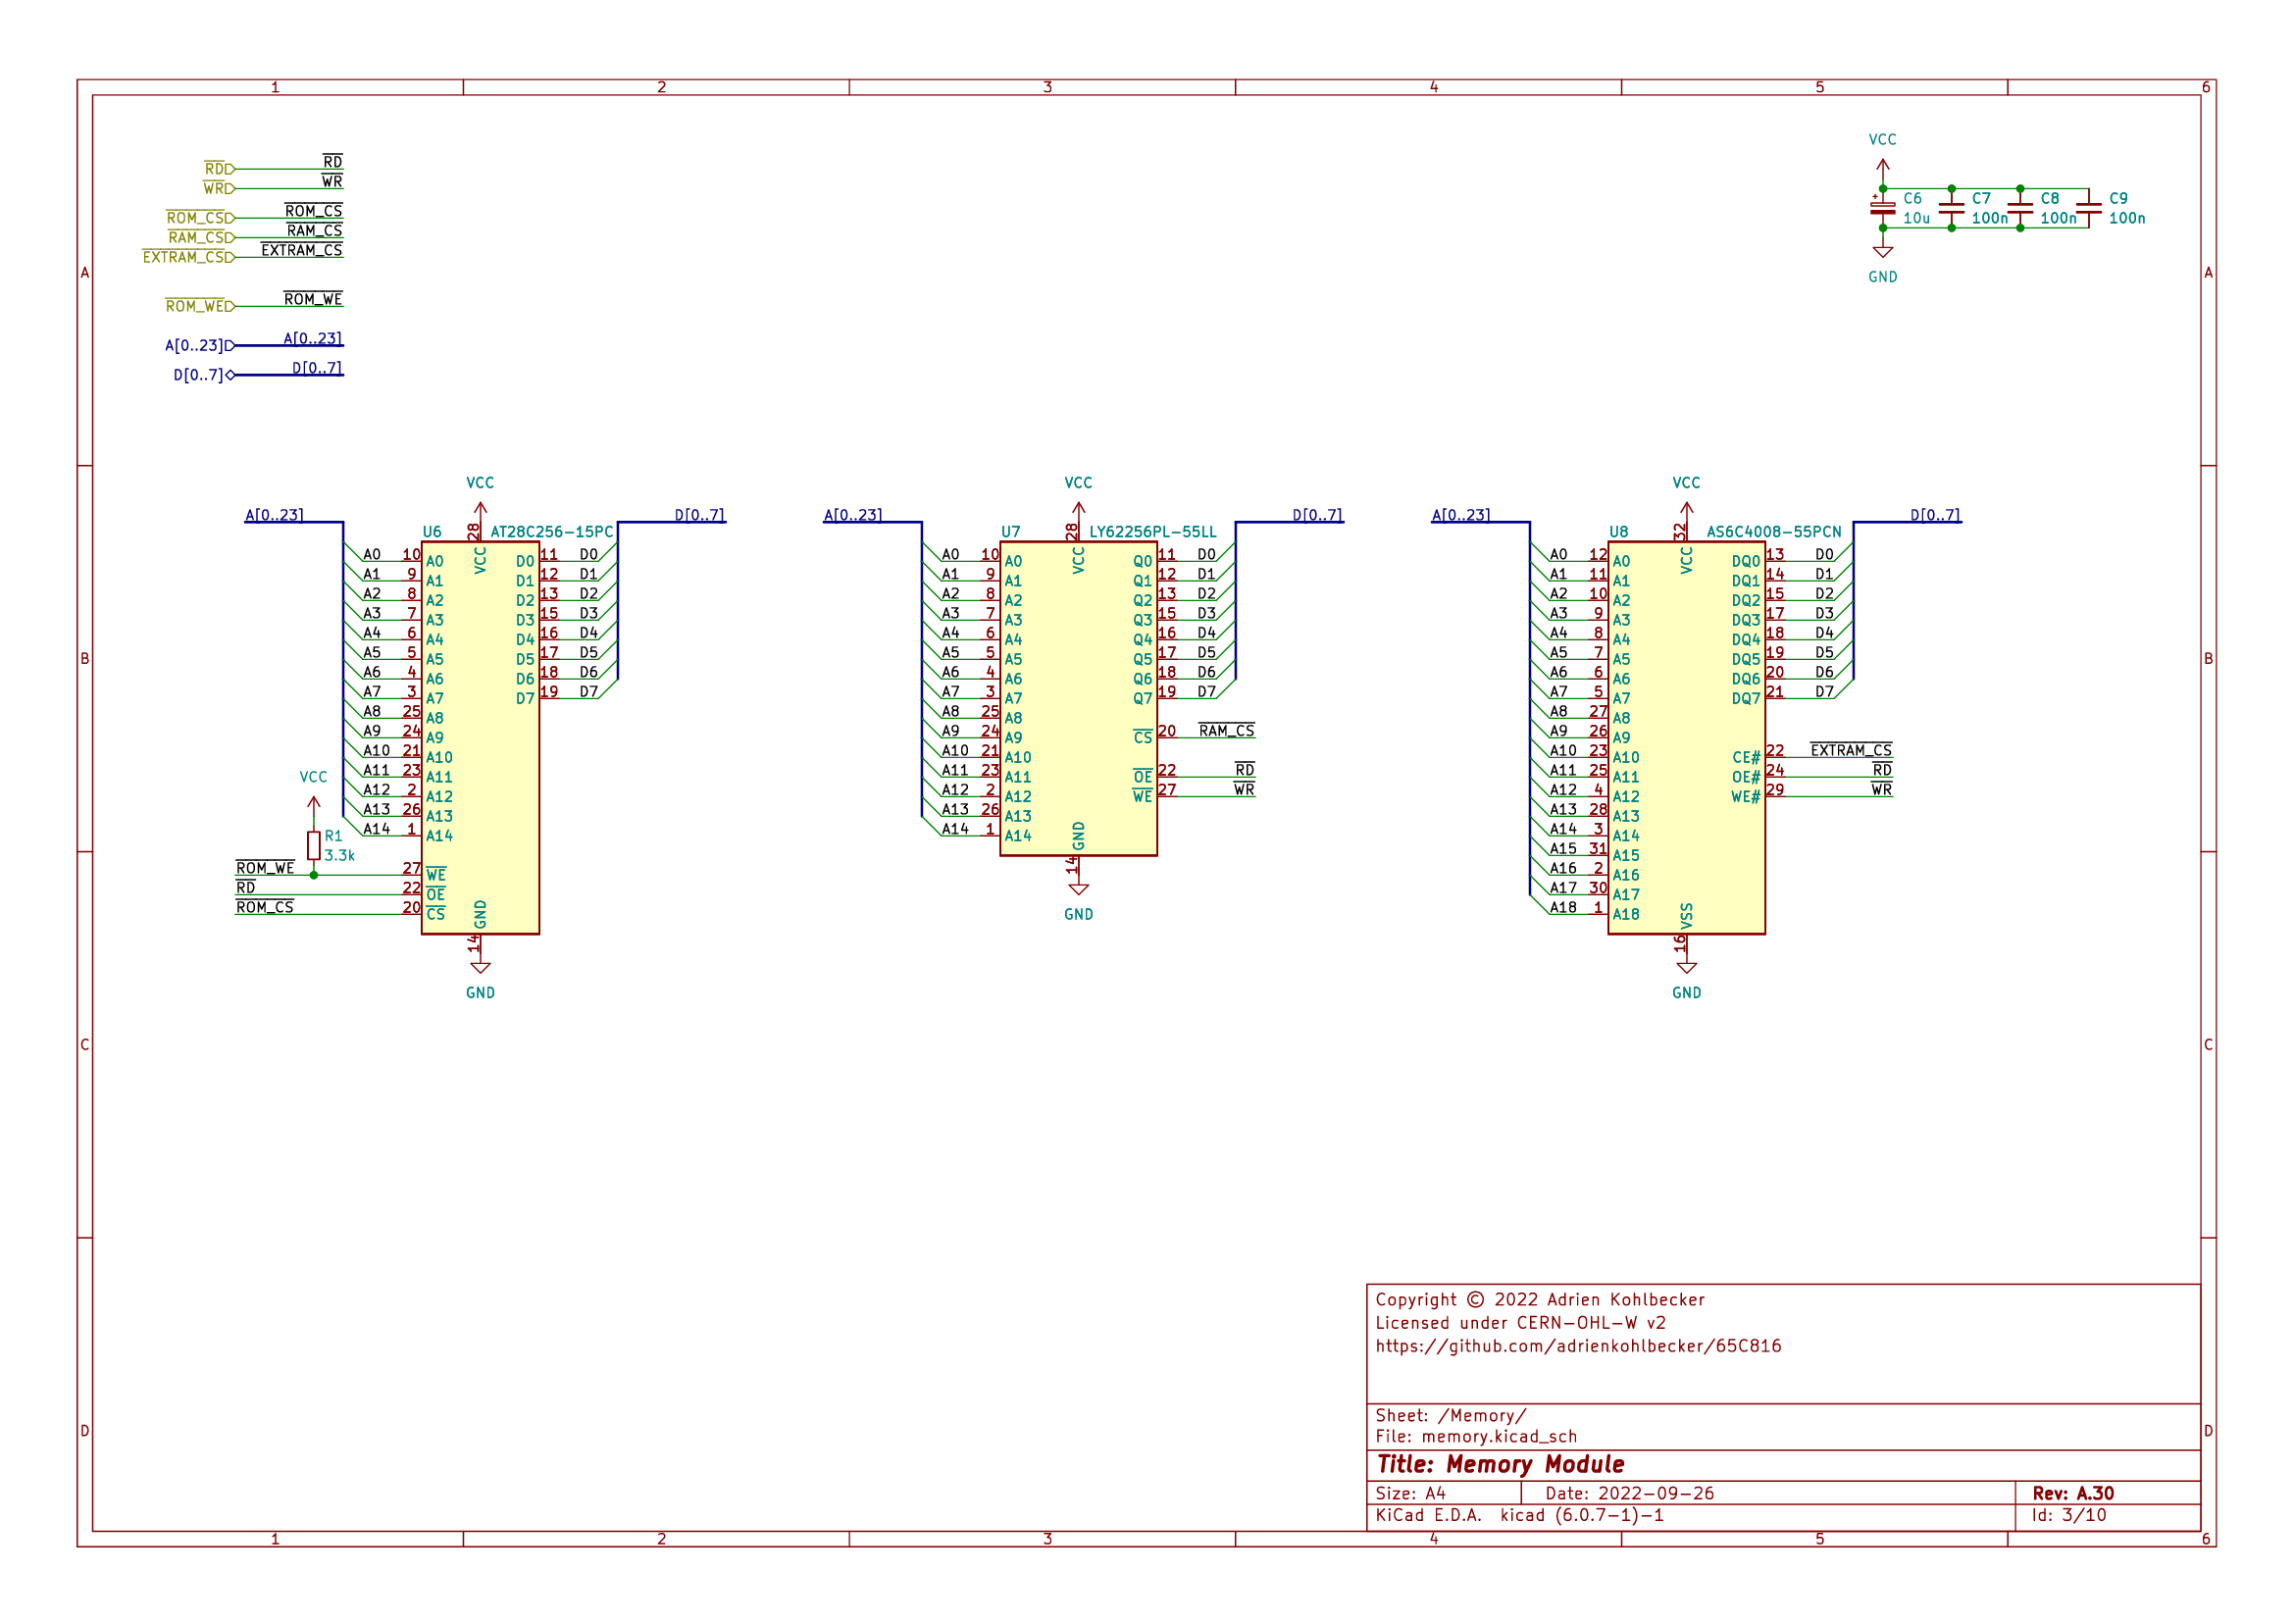 1 2 3 4 5 6
VCC
RD RD
WR WR
C6 C7 C8 C9
10u 100n 100n 100n
ROM_CS ROM_CS
RAM_CS RAM_CS
EXTRAM_CS EXTRAM_CS
A A
GND
ROM_WE ROM_WE
A[0..23] A[0..23]
D[0..7] D[0..7]
VCC VCC VCC
A[0..23] D[0..7] A[0..23] D[0..7] A[0..23] D[0..7]
U6 28 AT28C256-15PC U7 28 LY62256PL-55LL U8 32 AS6C4008-55PCN
VCC VCC VCC
A0 10 A0 D0 11 D0 A0 10 A0 Q0 11 D0 A0 12 A0 DQ0 13 D0
A1 9 A1 D1 12 D1 A1 9 A1 Q1 12 D1 A1 11 A1 DQ1 14 D1
A2 8 A2 D2 13 D2 A2 8 A2 Q2 13 D2 A2 10 A2 DQ2 15 D2
A3 7 A3 D3 15 D3 A3 7 A3 Q3 15 D3 A3 9 A3 DQ3 17 D3
A4 6 A4 D4 16 D4 A4 6 A4 Q4 16 D4 A4 8 A4 DQ4 18 D4
B A5 5 A5 D5 17 D5 A5 5 A5 Q5 17 D5 A5 7 A5 DQ5 19 D5 B
A6 4 A6 D6 18 D6 A6 4 A6 Q6 18 D6 A6 6 A6 DQ6 20 D6
A7 3 A7 D7 19 D7 A7 3 A7 Q7 19 D7 A7 5 A7 DQ7 21 D7
A8 25 A8 A8 25 A8 A8 27 A8
A9 24 A9 A9 24 A9 CS 20 RAM_CS A9 26 A9
A10 21 A10 A10 21 A10 A10 23 A10 CE# 22 EXTRAM_CS
VCC A11 23 A11 A11 23 A11 OE 22 RD A11 25 A11 OE# 24 RD
A12 2 A12 A12 2 A12 WE 27 WR A12 4 A12 WE# 29 WR
A13 26 A13 A13 26 A13 A13 28 A13
R1 A14 1 A14 A14 1 A14 GND A14 3 A14
3.3k A15 31 A15
ROM_WE 27 WE 14 A16 2 A16
RD 22 OE A17 30 A17
ROM_CS 20 CS GND GND A18 1 A18 VSS
14 16
GND GND
C C
Copyright © 2022 Adrien Kohlbecker
Licensed under CERN-OHL-W v2
https://github.com/adrienkohlbecker/65C816
Sheet: /Memory/
D D
File: memory.kicad_sch
Title: Memory Module
Size: A4 Date: 2022-09-26 Rev: A.30
KiCad E.D.A. kicad (6.0.7-1)-1 Id: 3/10
1 2 3 4 5 6